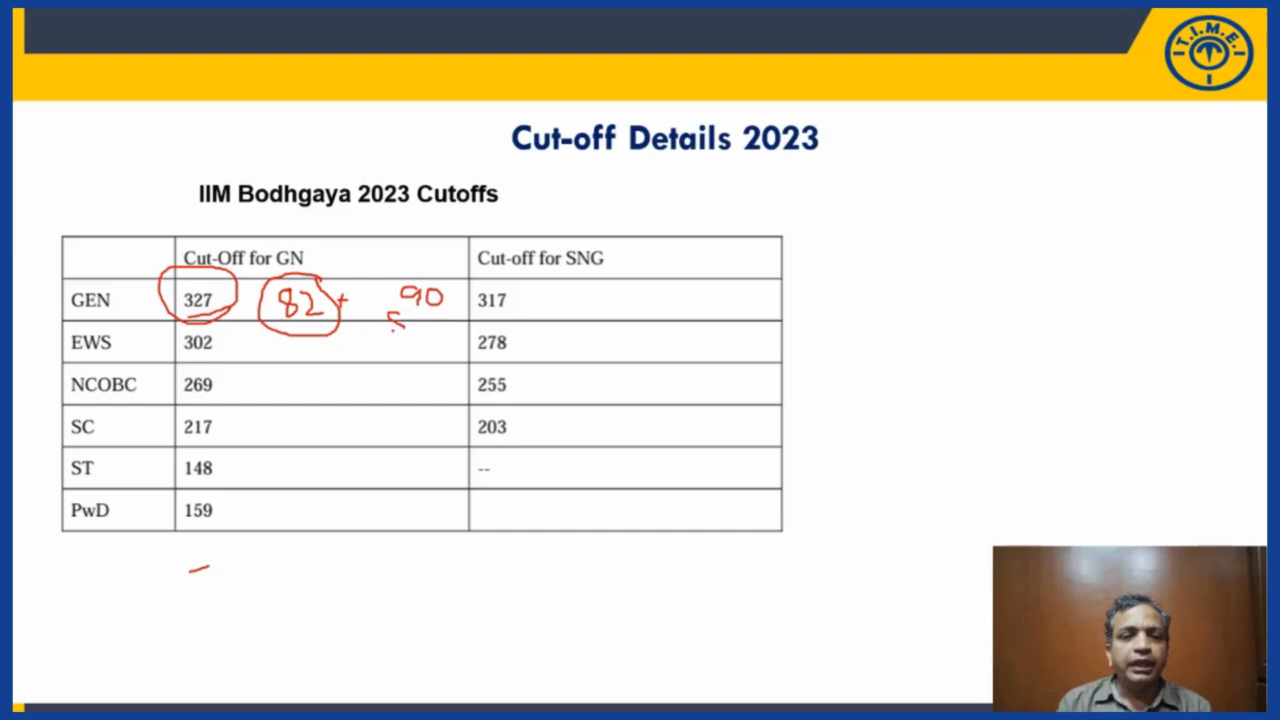 T.I.M.E.
Cut-off Details 2023
IIM Bodhgaya 2023 Cutoffs
Cut-Off for GN Cut-off for SNG
GEN 327 82+ 90 317
EWS 302 278
NCOBC 269 255
SC 217 203
ST 148 --
PwD 159